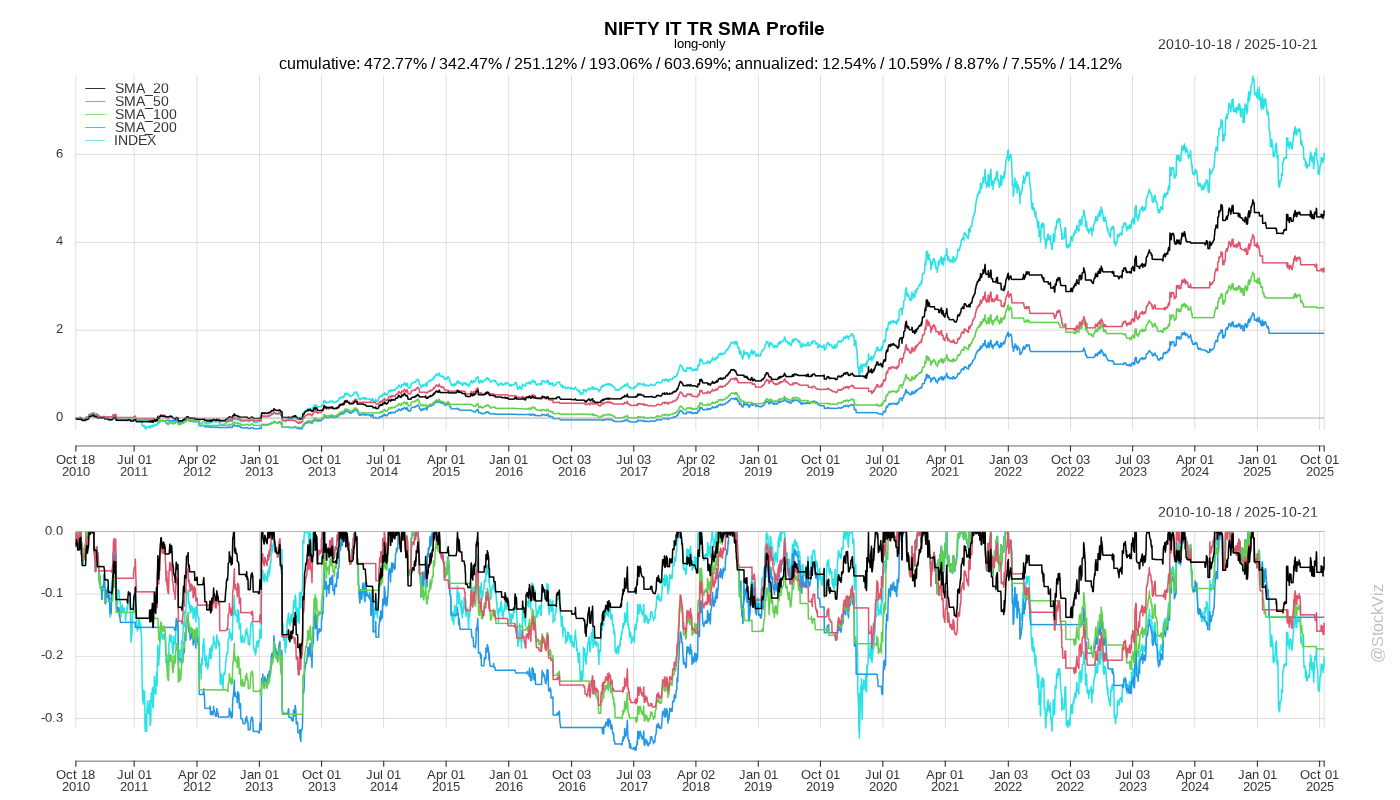 NIFTY IT TR SMA Profile
long-only
2010-10-18 / 2025-10-21
cumulative: 472.77% / 342.47% / 251.12% / 193.06% / 603.69%; annualized: 12.54% / 10.59% / 8.87% / 7.55% / 14.12%
SMA_20
SMA_50
SMA_100
SMA_200
INDEX
6
4
2
0
Oct 18 Jul 01 Apr 02 Jan 01 Oct 01 Jul 01 Apr 01 Jan 01 Oct 03 Jul 03 Apr 02 Jan 01 Oct 01 Jul 01 Apr 01 Jan 03 Oct 03 Jul 03 Apr 01 Jan 01 Oct 01
2010 2011 2012 2013 2013 2014 2015 2016 2016 2017 2018 2019 2019 2020 2021 2022 2022 2023 2024 2025 2025
2010-10-18 / 2025-10-21
0.0
-0.1
-0.2
-0.3
Oct 18 Jul 01 Apr 02 Jan 01 Oct 01 Jul 01 Apr 01 Jan 01 Oct 03 Jul 03 Apr 02 Jan 01 Oct 01 Jul 01 Apr 01 Jan 03 Oct 03 Jul 03 Apr 01 Jan 01 Oct 01
2010 2011 2012 2013 2013 2014 2015 2016 2016 2017 2018 2019 2019 2020 2021 2022 2022 2023 2024 2025 2025
@StockViz